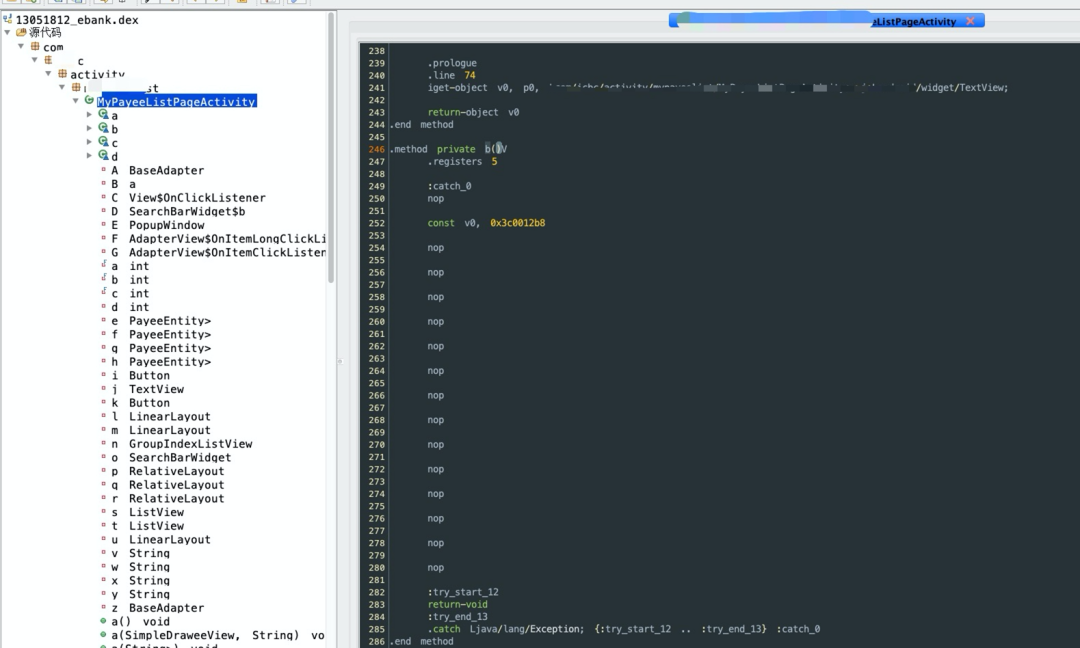 13051812_ebank.dex
源代码
com
c
activity
st
MyPayeeListPageActivity
a
b
c
d
A BaseAdapter
B a
C View$OnClickListener
D SearchBarWidget$b
E PopupWindow
F AdapterView$OnItemLongClickLi
G AdapterView$OnItemClickListen
a int
b int
c int
d int
e PayeeEntity>
f PayeeEntity>
g PayeeEntity>
h PayeeEntity>
i Button
j TextView
k Button
l LinearLayout
m LinearLayout
n GroupIndexListView
o SearchBarWidget
p RelativeLayout
q RelativeLayout
r RelativeLayout
s ListView
t ListView
u LinearLayout
v String
w String
x String
y String
z BaseAdapter
a() void
a(SimpleDraweeView, String) vo
eListPageActivity
238
239 .prologue
240 .line 74
241 iget-object v0, p0, /widget/TextView;
242
243 return-object v0
244 .end method
245
246 .method private b()V
247 .registers 5
248
249 :catch_0
250 nop
251
252 const v0, 0x3c0012b8
253
254 nop
255
256 nop
257
258 nop
259
260 nop
261
262 nop
263
264 nop
265
266 nop
267
268 nop
269
270 nop
271
272 nop
273
274 nop
275
276 nop
277
278 nop
279
280 nop
281
282 :try_start_12
283 return-void
284 :try_end_13
285 .catch Ljava/lang/Exception; {:try_start_12 .. :try_end_13} :catch_0
286 .end method